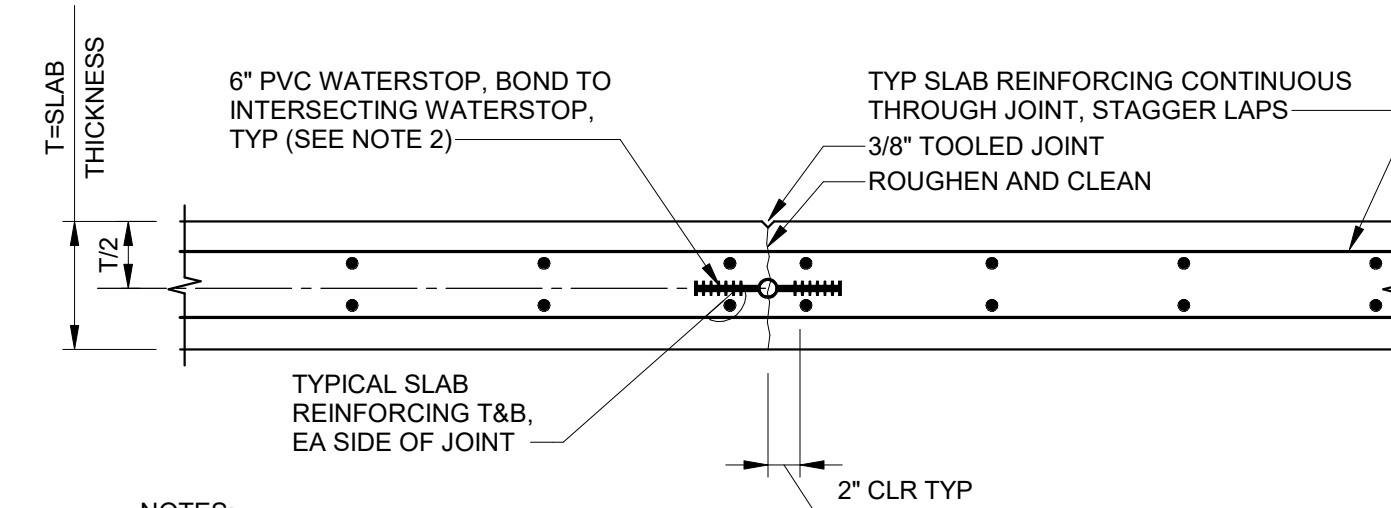 T=SLAB
THICKNESS
6" PVC WATERSTOP, BOND TO
INTERSECTING WATERSTOP,
TYP (SEE NOTE 2)
TYP SLAB REINFORCING CONTINUOUS
THROUGH JOINT, STAGGER LAPS
3/8" TOOLED JOINT
ROUGHEN AND CLEAN
T/2
TYPICAL SLAB
REINFORCING T&B,
EA SIDE OF JOINT
2" CLR TYP
NOTES: